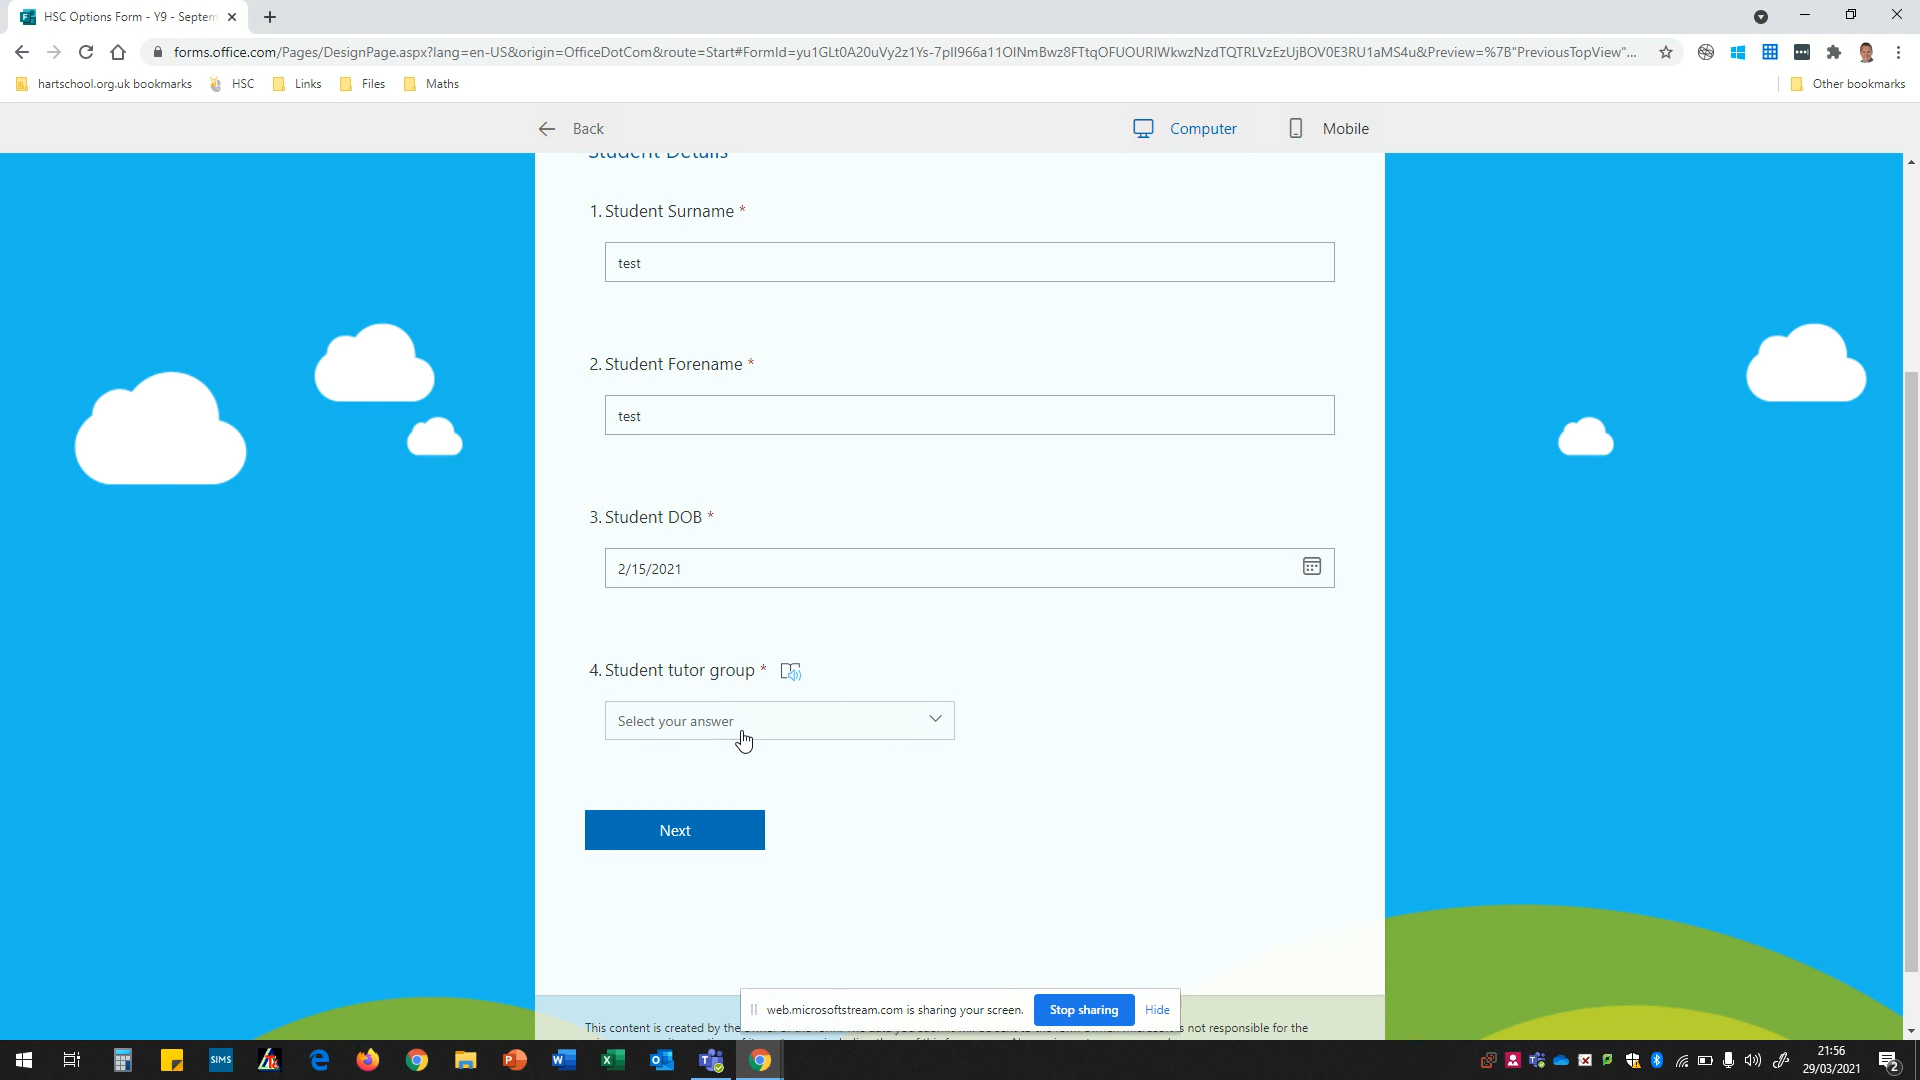 HSC Options Form - Y9 - Septem
forms.office.com/Pages/DesignPage.aspx?lang=en-US&origin=OfficeDotCom&route=Start#FormId=yu1GLt0A20uVy2z1Ys-7pII966a11OINmBwz8FTtqOFUOURIWkwzNzdTQTRLVzEzUjBOV0E3RU1aMS4u&Preview=%7B"PreviousTopView"...
hartschool.org.uk bookmarks HSC Links Files Maths Other bookmarks
Back Computer Mobile
Student Details
1. Student Surname *
test
2. Student Forename *
test
3. Student DOB *
2/15/2021
4. Student tutor group *
Select your answer
Next
web.microsoftstream.com is sharing your screen. Stop sharing Hide
This content is created by the s not responsible for the
SIMS
21:56
29/03/2021
2